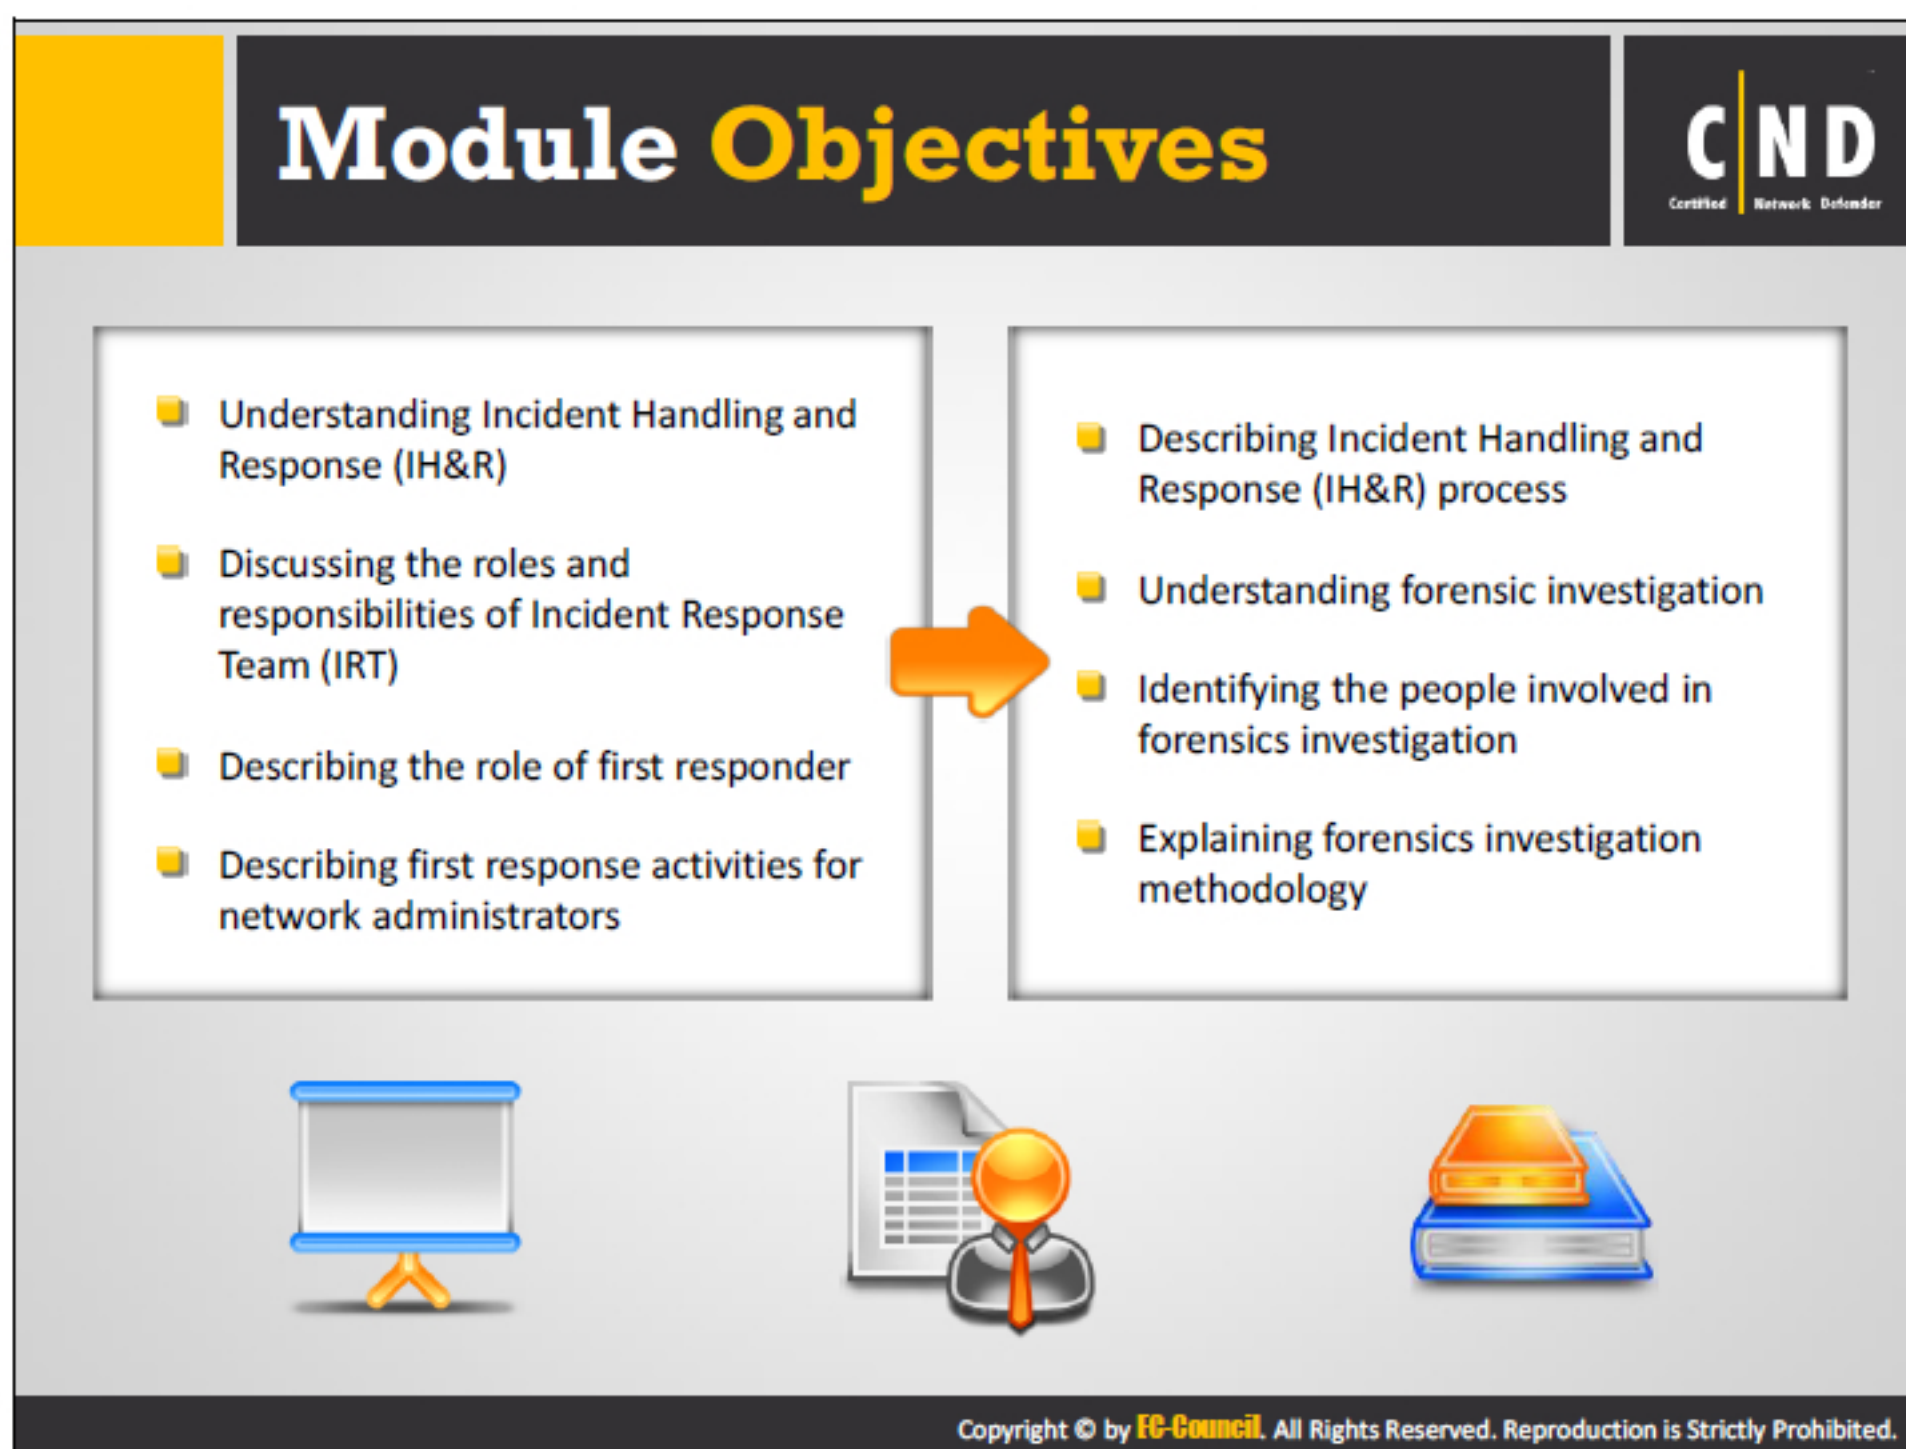 Module Objectives
C|ND
Certified Network Defender
Understanding Incident Handling and
Response (IH&R)
Discussing the roles and
responsibilities of Incident Response
Team (IRT)
Describing the role of first responder
Describing first response activities for
network administrators
Describing Incident Handling and
Response (IH&R) process
Understanding forensic investigation
Identifying the people involved in
forensics investigation
Explaining forensics investigation
methodology
Copyright © by EC-Council. All Rights Reserved. Reproduction is Strictly Prohibited.